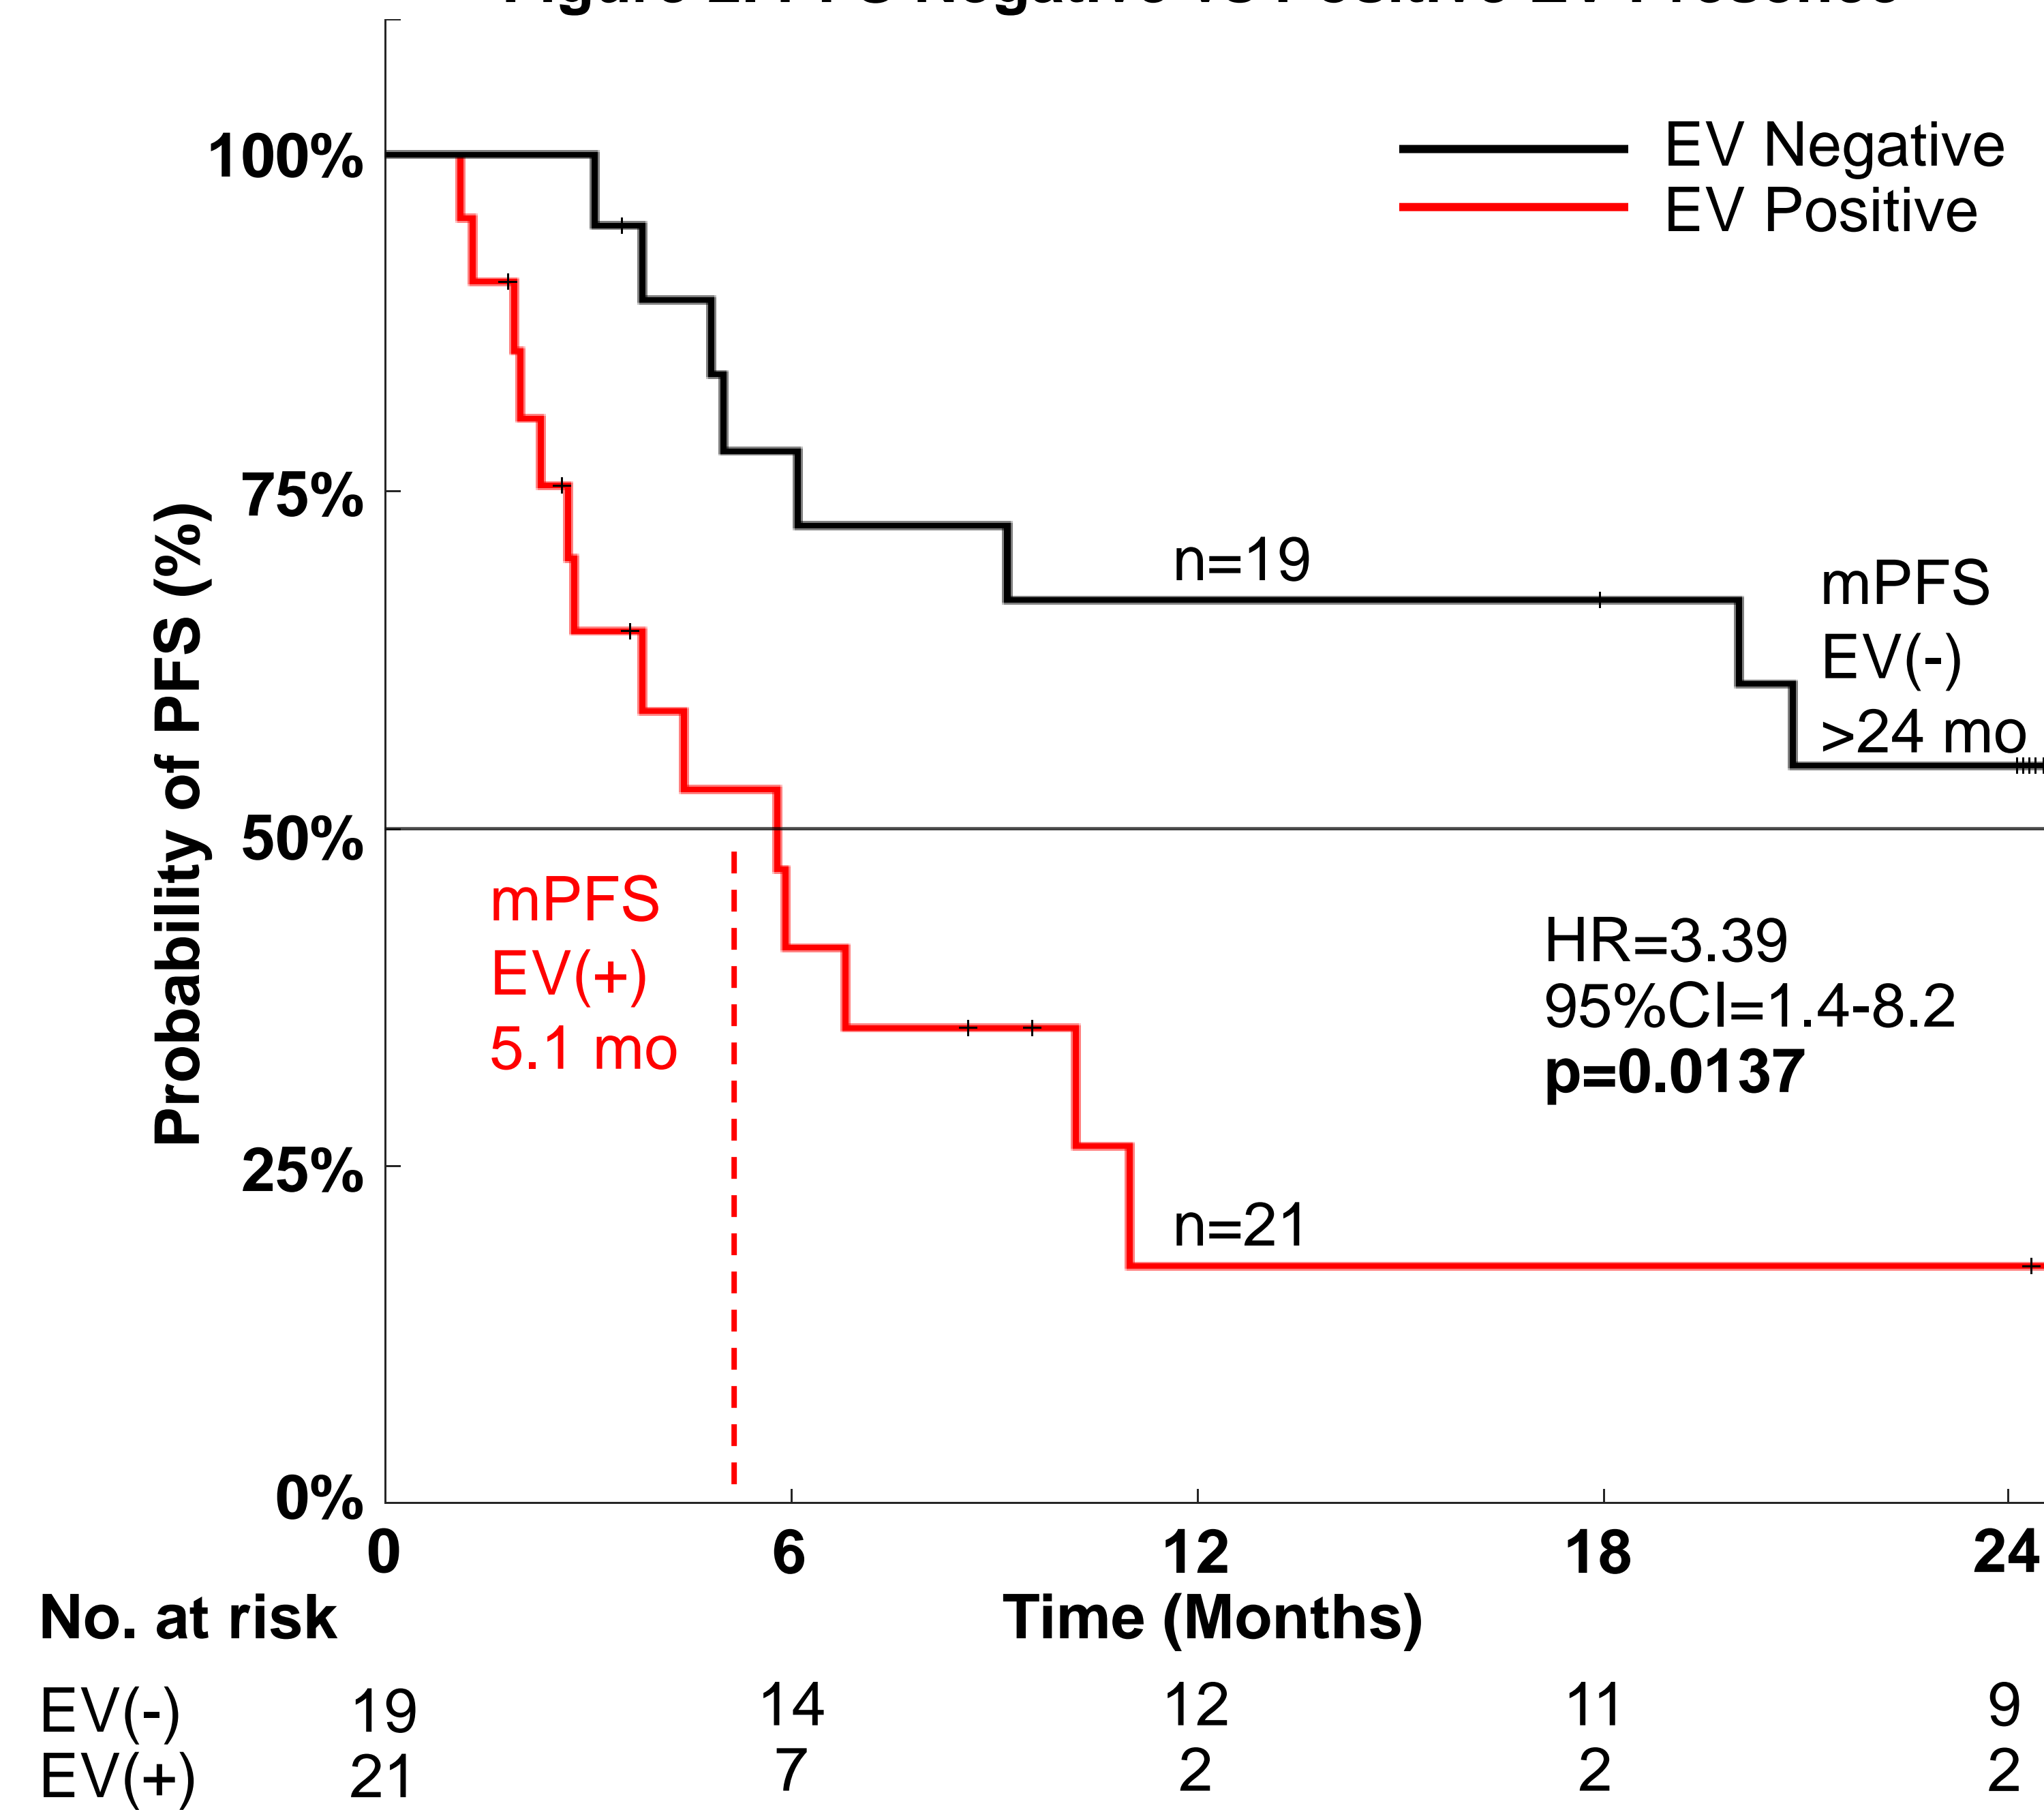 100%
75%
50%
25%
0%
Probability of PFS (%)
EV Negative
EV Positive
n=19
mPFS
EV(-)
>24 mo
mPFS
EV(+)
5.1 mo
HR=3.39
95%CI=1.4-8.2
p=0.0137
n=21
0 6 12 18 24
No. at risk Time (Months)
EV(-) 19 14 12 11 9
EV(+) 21 7 2 2 2